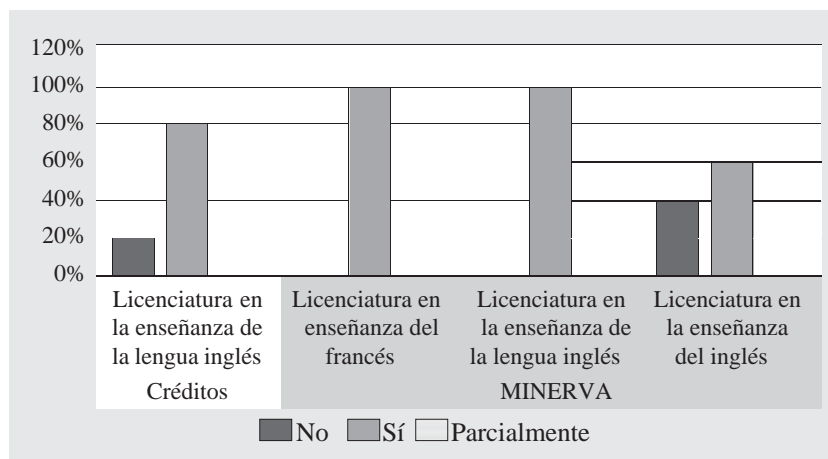 120%
100%
80%
60%
40%
20%
0%
Licenciatura en
la enseñanza de
la lengua inglés
Licenciatura en
enseñanza del
francés
Licenciatura en
la enseñanza de
la lengua inglés
Licenciatura en
la enseñanza
del inglés
Créditos
MINERVA
No Sí Parcialmente